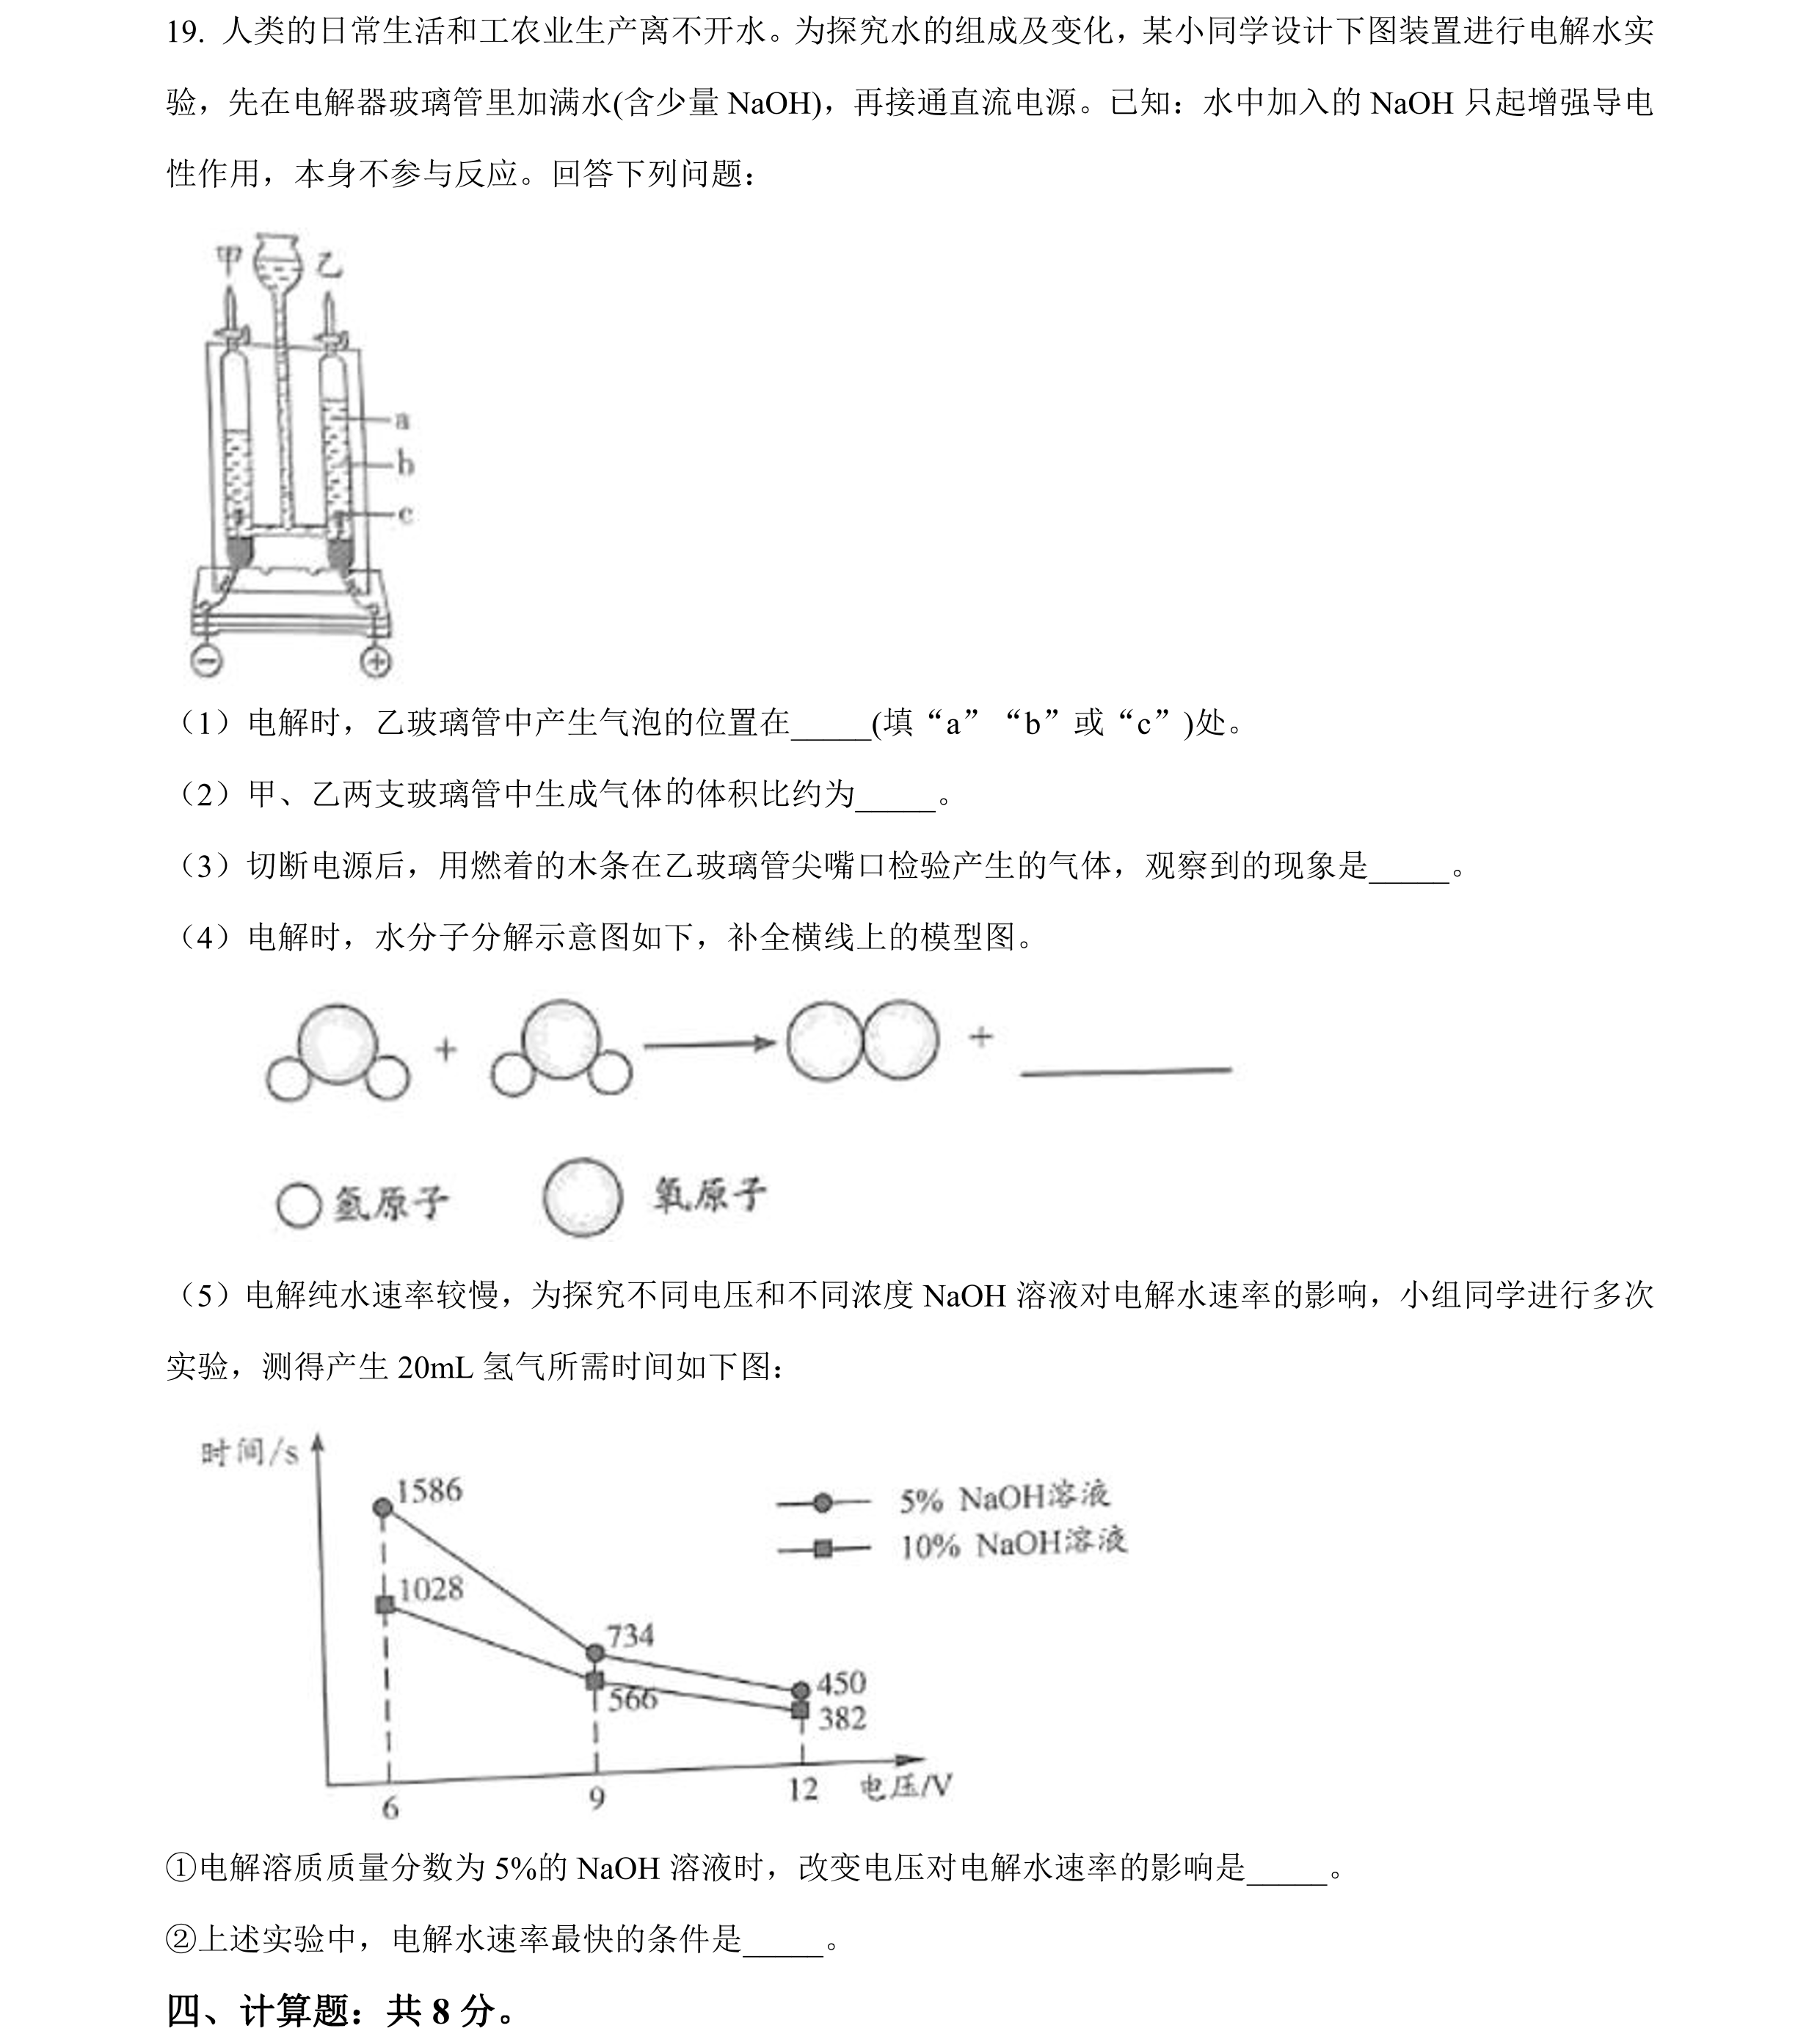 19. 人类的日常生活和工农业生产离不开水。为探究水的组成及变化，某小同学设计下图装置进行电解水实
验，先在电解器玻璃管里加满水(含少量 NaOH)，再接通直流电源。已知：水中加入的 NaOH 只起增强导电
性作用，本身不参与反应。回答下列问题：
甲 乙
a
b
c
− +
（1）电解时，乙玻璃管中产生气泡的位置在_____(填“a”“b”或“c”)处。
（2）甲、乙两支玻璃管中生成气体的体积比约为_____。
（3）切断电源后，用燃着的木条在乙玻璃管尖嘴口检验产生的气体，观察到的现象是_____。
（4）电解时，水分子分解示意图如下，补全横线上的模型图。
+ +
氢原子 氧原子
（5）电解纯水速率较慢，为探究不同电压和不同浓度 NaOH 溶液对电解水速率的影响，小组同学进行多次
实验，测得产生 20mL 氢气所需时间如下图：
时间/s
1586
5% NaOH溶液
10% NaOH溶液
1028
734
566
450
382
6 9 12 电压/V
①电解溶质质量分数为 5%的 NaOH 溶液时，改变电压对电解水速率的影响是_____。
②上述实验中，电解水速率最快的条件是_____。
四、计算题：共 8 分。